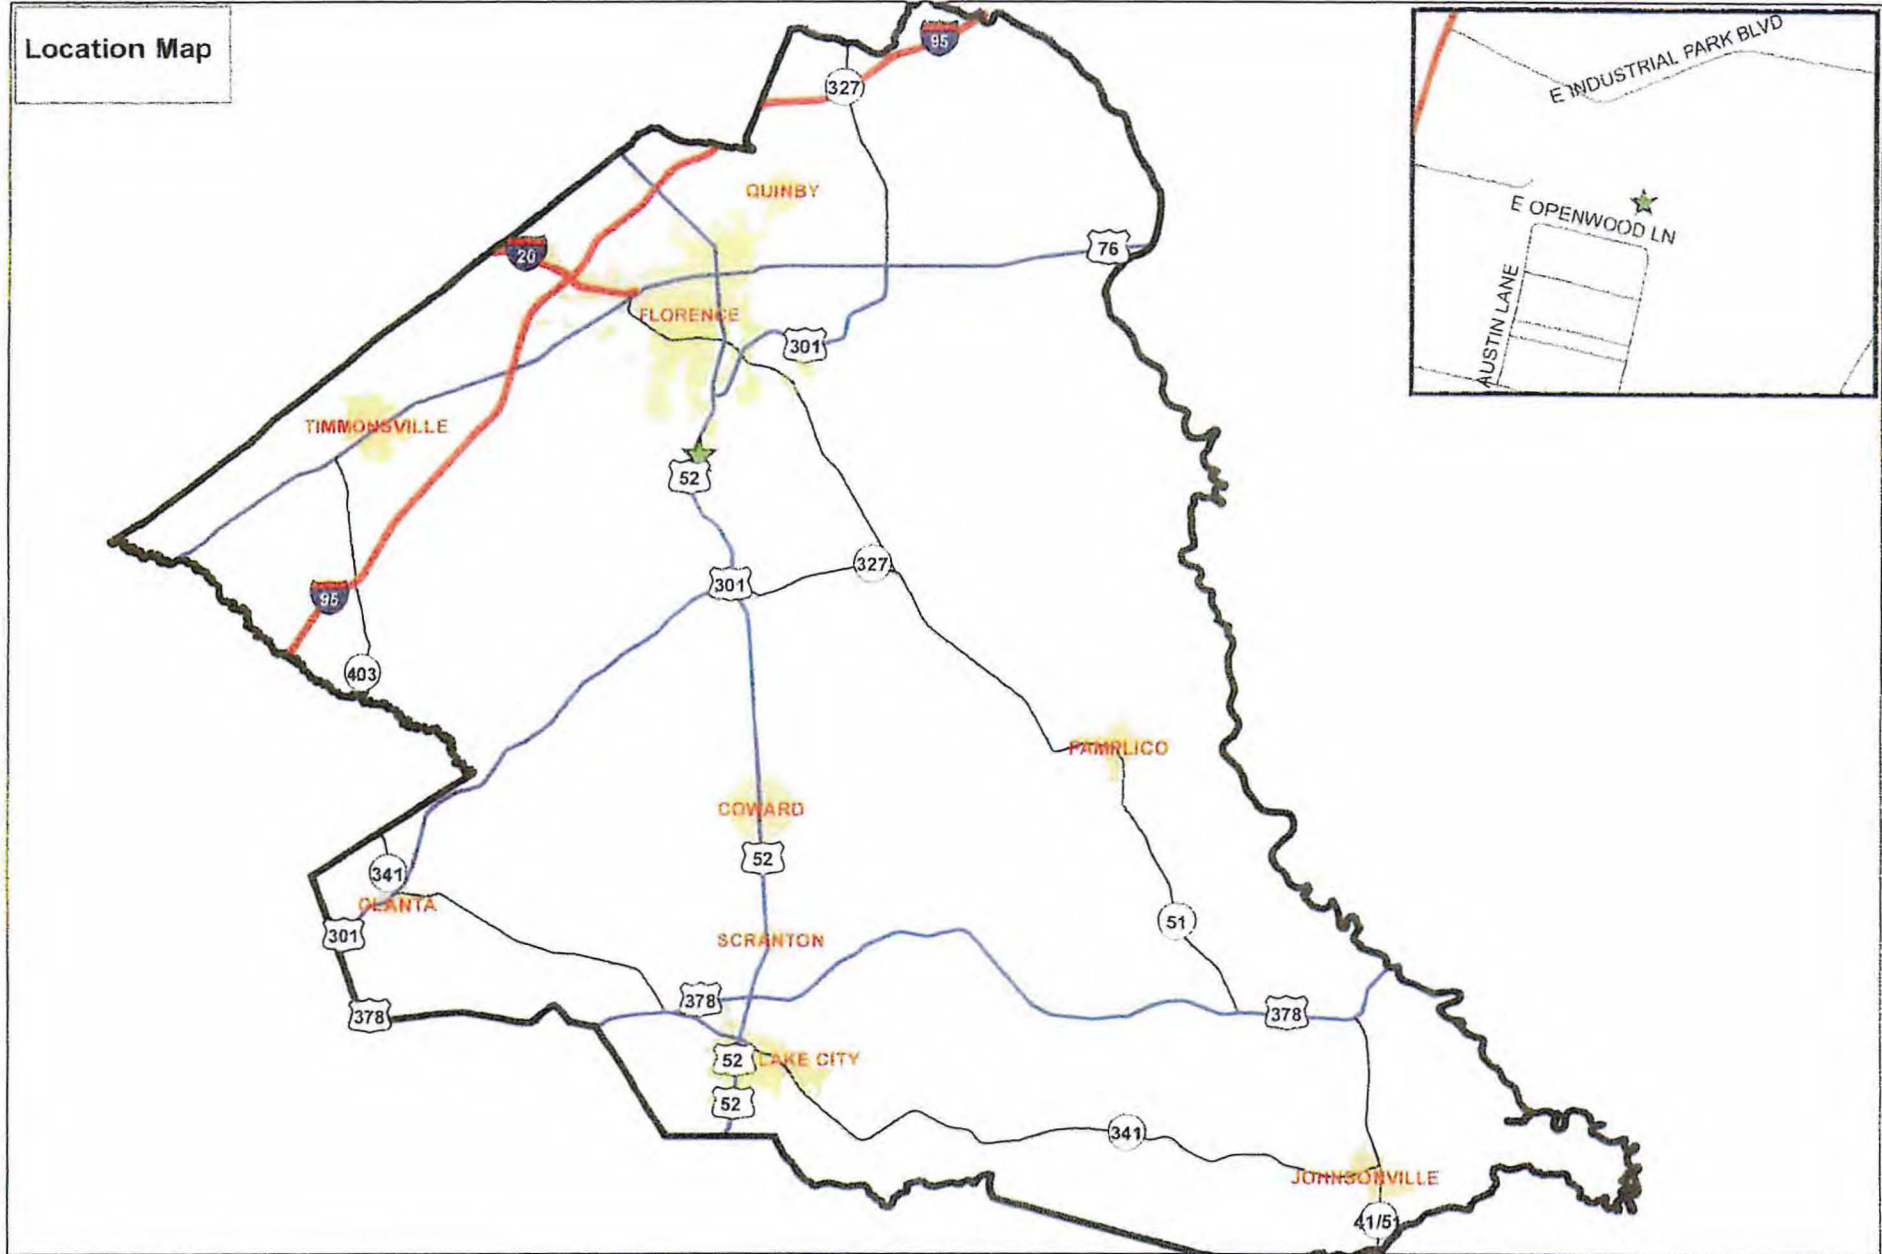 Location Map
95
327
E INDUSTRIAL PARK BLVD
QUINBY
E OPENWOOD LN
20
76
AUSTIN LANE
FLORENCE
301
TIMMONSVILLE
52
327
301
95
403
PAMPLICO
COWARD
52
341
OLANTA
51
301
SCRANTON
378
378
378
52
LAKE CITY
52
341
JOHNSONVILLE
41/51